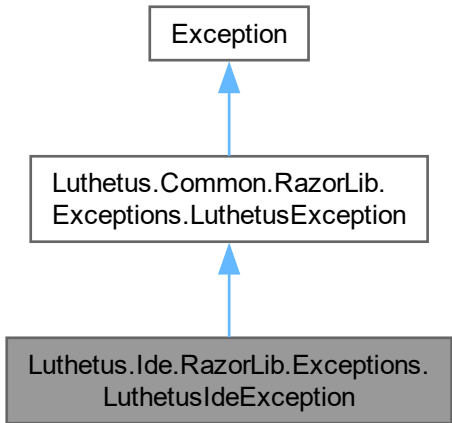 Exception
Luthetus.Common.RazorLib.
Exceptions.LuthetusException
Luthetus.Ide.RazorLib.Exceptions.
LuthetusIdeException